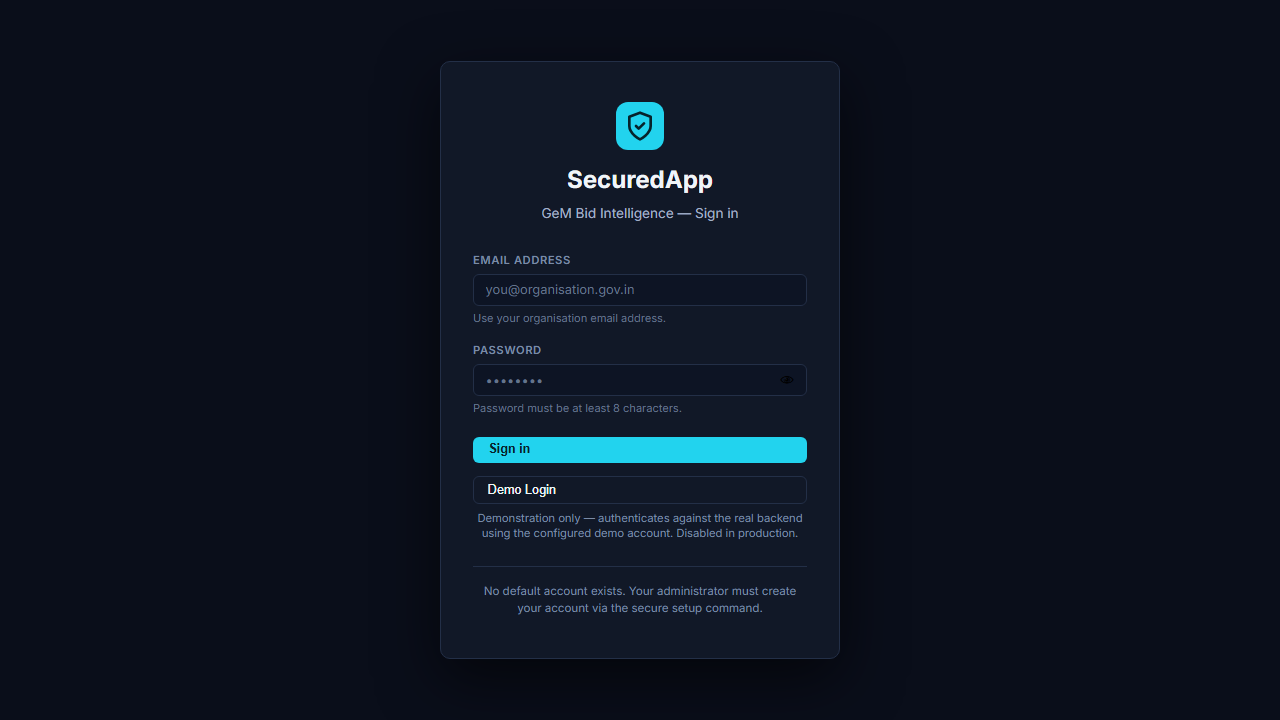 SecuredApp
GeM Bid Intelligence — Sign in
EMAIL ADDRESS
you@organisation.gov.in
Use your organisation email address.
PASSWORD
••••••••
Password must be at least 8 characters.
Sign in
Demo Login
Demonstration only — authenticates against the real backend
using the configured demo account. Disabled in production.
No default account exists. Your administrator must create
your account via the secure setup command.